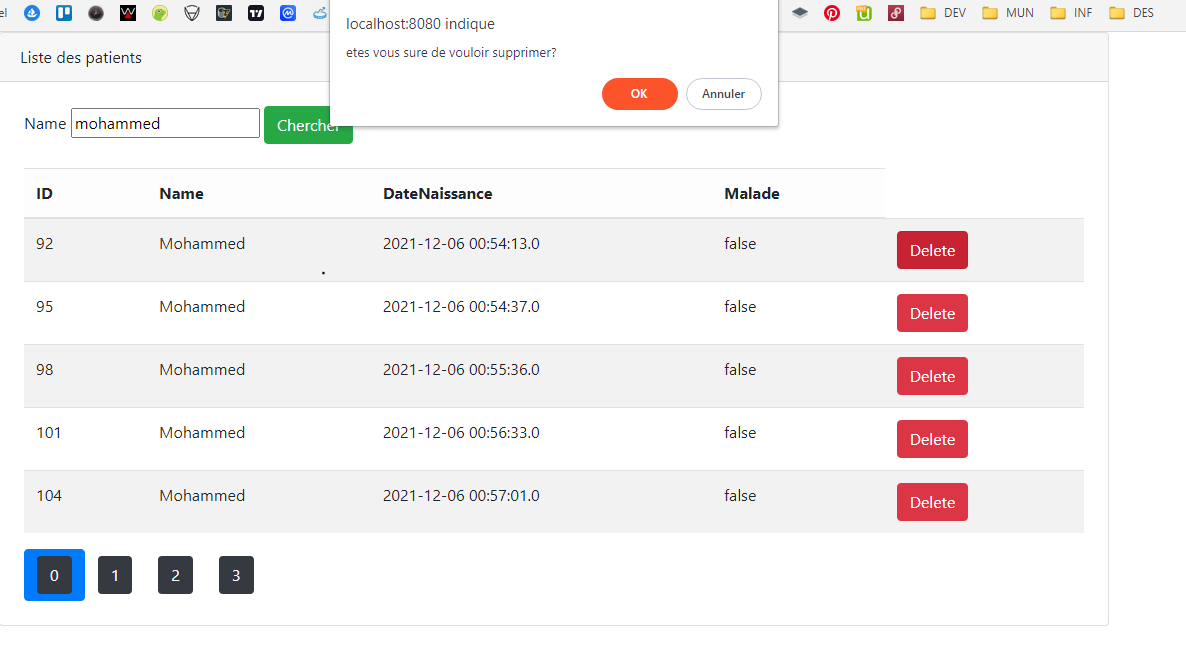 el
DEV
MUN
INF
DES
localhost:8080 indique
etes vous sure de vouloir supprimer?
OK Annuler
Liste des patients
Name mohammed Chercher
ID Name DateNaissance Malade
92 Mohammed 2021-12-06 00:54:13.0 false Delete
95 Mohammed 2021-12-06 00:54:37.0 false Delete
98 Mohammed 2021-12-06 00:55:36.0 false Delete
101 Mohammed 2021-12-06 00:56:33.0 false Delete
104 Mohammed 2021-12-06 00:57:01.0 false Delete
0 1 2 3